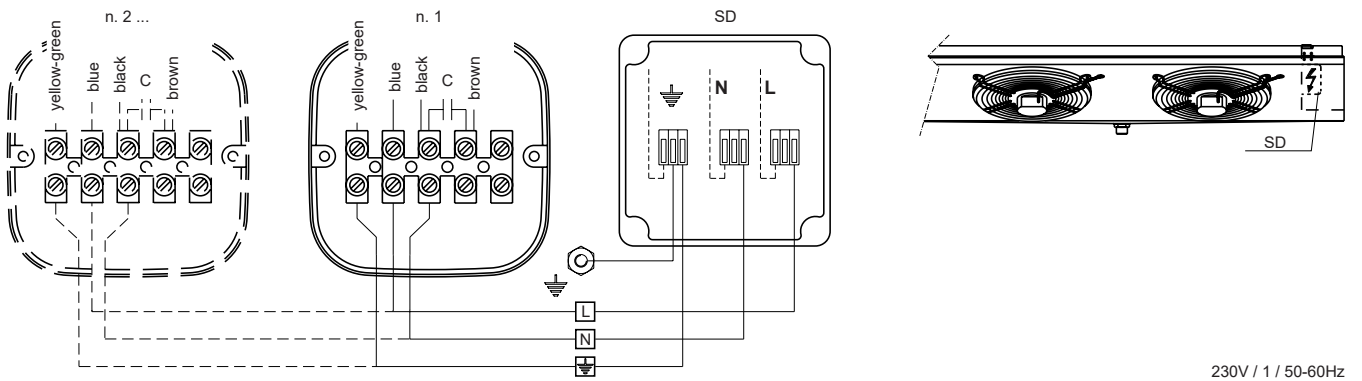 n. 2 ...
n. 1
SD
yellow-green
blue
black
C
brown
yellow-green
blue
black
C
brown
N
L
SD
L
N
230V / 1 / 50-60Hz